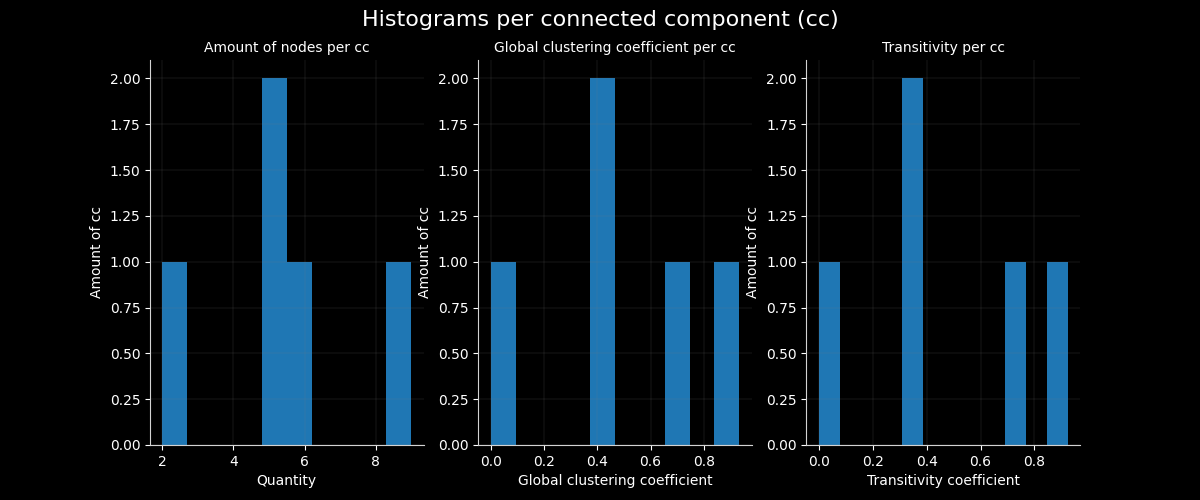 Histograms per connected component (cc)
Amount of nodes per cc
Amount of cc
2.00
1.75
1.50
1.25
1.00
0.75
0.50
0.25
0.00
2 4 6 8
Quantity
Global clustering coefficient per cc
Amount of cc
2.00
1.75
1.50
1.25
1.00
0.75
0.50
0.25
0.00
0.0 0.2 0.4 0.6 0.8
Global clustering coefficient
Transitivity per cc
Amount of cc
2.00
1.75
1.50
1.25
1.00
0.75
0.50
0.25
0.00
0.0 0.2 0.4 0.6 0.8
Transitivity coefficient